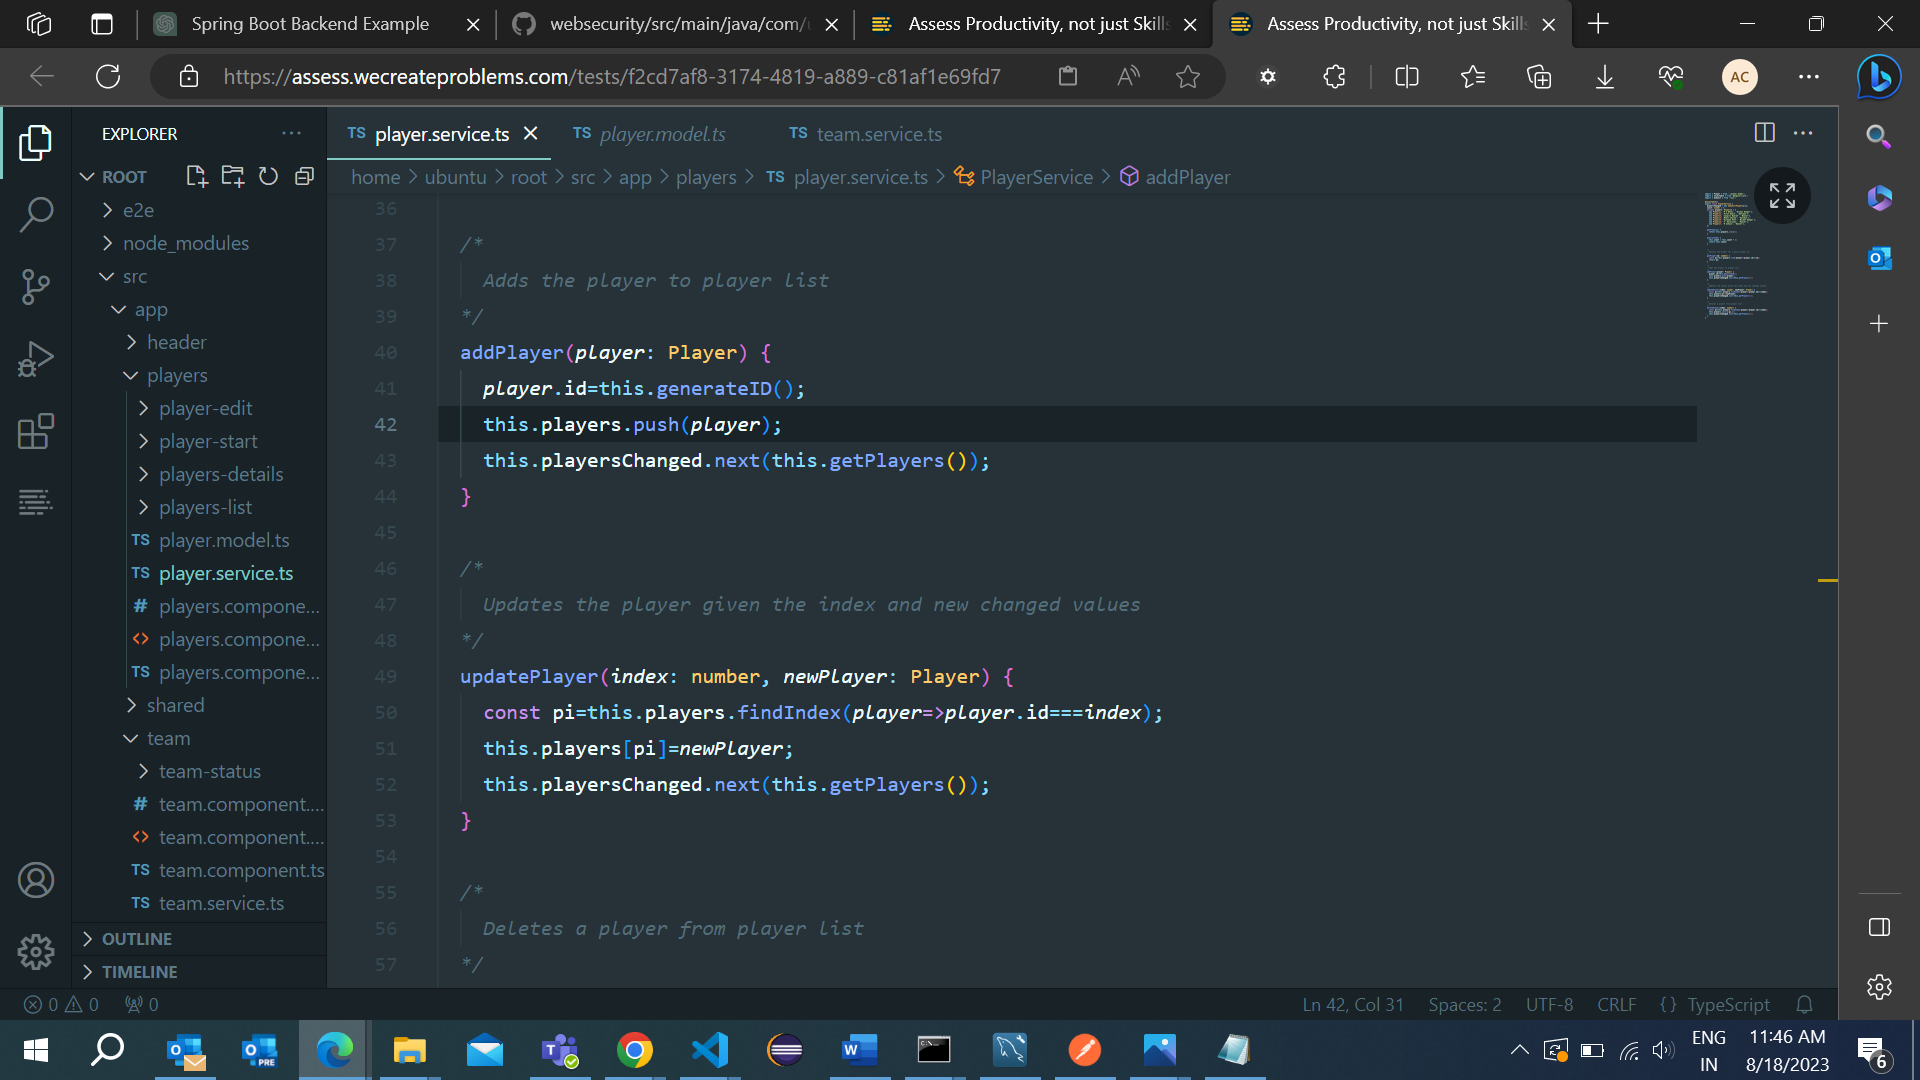 Spring Boot Backend Example
websecurity/src/main/java/com/u
Assess Productivity, not just Skills
Assess Productivity, not just Skills
https://assess.wecreateproblems.com/tests/f2cd7af8-3174-4819-a889-c81af1e69fd7
AC
EXPLORER
ROOT
e2e
node_modules
src
app
header
players
player-edit
player-start
players-details
players-list
TS player.model.ts
TS player.service.ts
# players.compone...
<> players.compone...
TS players.compone...
shared
team
team-status
# team.component....
<> team.component....
TS team.component.ts
TS team.service.ts
OUTLINE
TIMELINE
TS player.service.ts
TS player.model.ts
TS team.service.ts
home > ubuntu > root > src > app > players > TS player.service.ts > PlayerService > addPlayer
36
37 /*
38 Adds the player to player list
39 */
40 addPlayer(player: Player) {
41 player.id=this.generateID();
42 this.players.push(player);
43 this.playersChanged.next(this.getPlayers());
44 }
45
46 /*
47 Updates the player given the index and new changed values
48 */
49 updatePlayer(index: number, newPlayer: Player) {
50 const pi=this.players.findIndex(player=>player.id===index);
51 this.players[pi]=newPlayer;
52 this.playersChanged.next(this.getPlayers());
53 }
54
55 /*
56 Deletes a player from player list
57 */
0 0 0
Ln 42, Col 31 Spaces: 2 UTF-8 CRLF {} TypeScript
ENG
IN
11:46 AM
8/18/2023
6